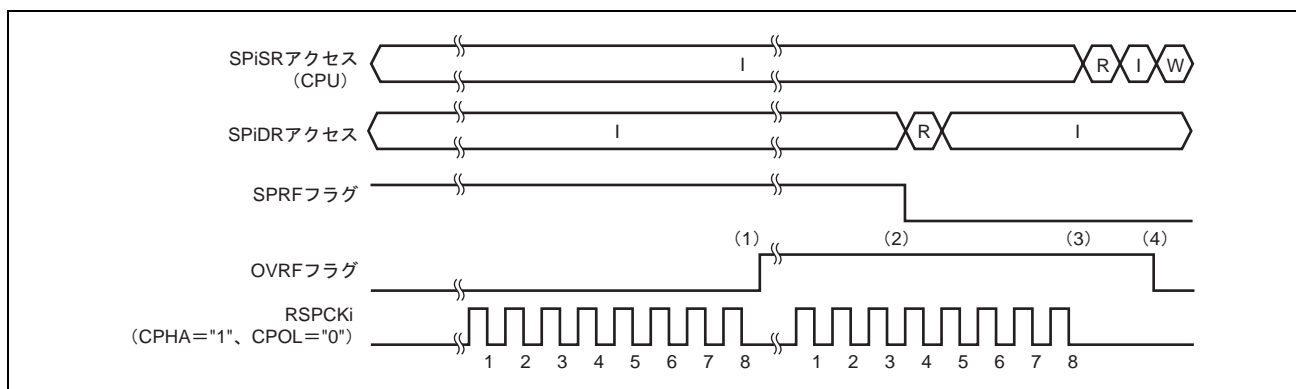 SPiSRアクセス
（CPU）
I
R
I
W
SPiDRアクセス
I
R
I
SPRFフラグ
（1）
（2）
（3）
（4）
OVRFフラグ
RSPCKi
（CPHA＝"1"、CPOL＝"0"）
1 2 3 4 5 6 7 8 1 2 3 4 5 6 7 8